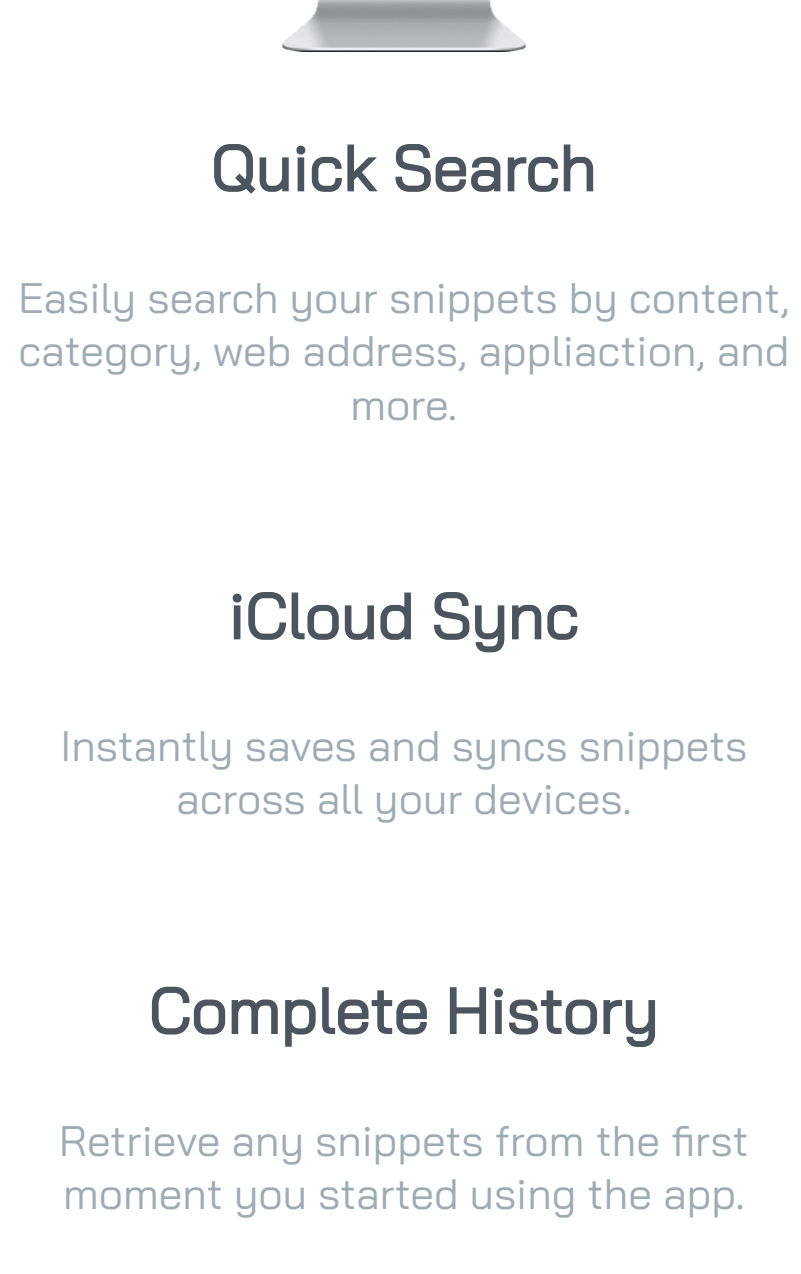 Quick Search
Easily search your snippets by content,
category, web address, appliaction, and
more.
iCloud Sync
Instantly saves and syncs snippets
across all your devices.
Complete History
Retrieve any snippets from the first
moment you started using the app.